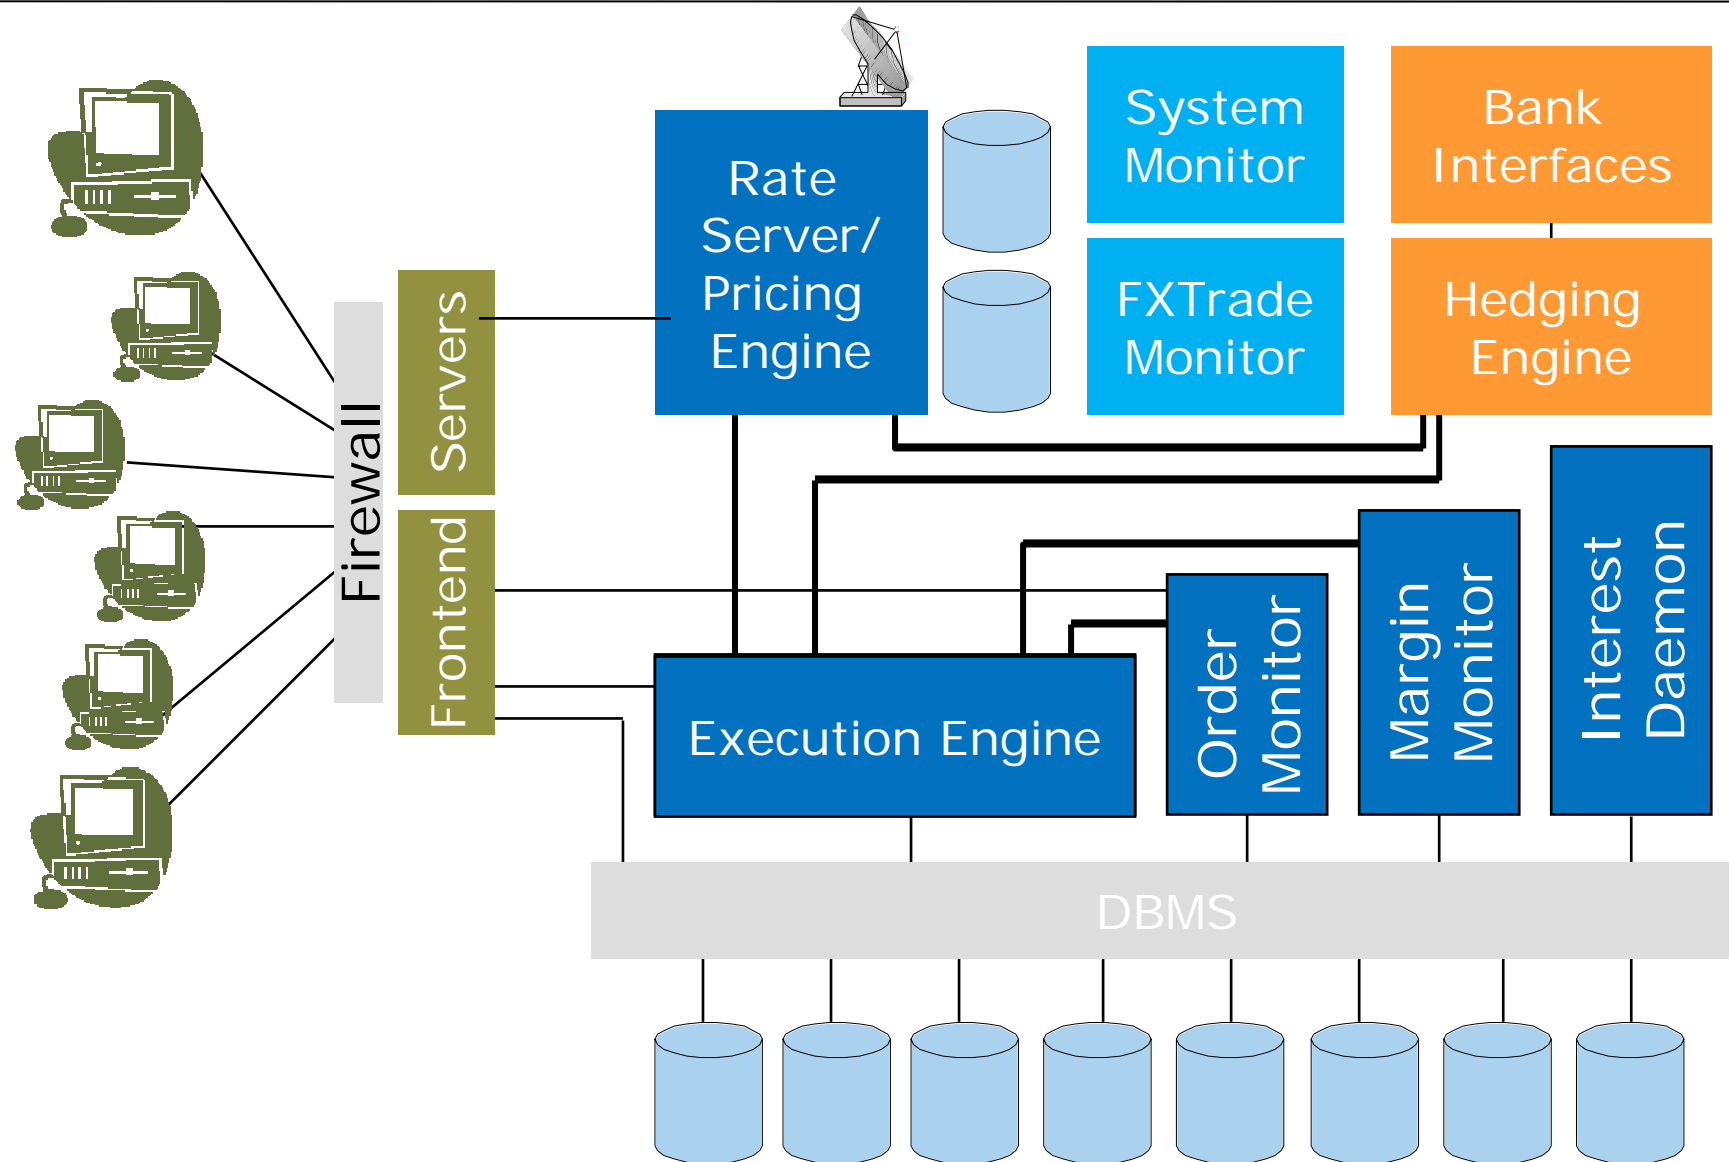 System
Monitor
Bank
Interfaces
Rate
Server/
Pricing
Engine
FXTrade
Monitor
Hedging
Engine
Firewall
Servers
Frontend
Execution Engine
Order
Monitor
Margin
Monitor
Interest
Daemon
DBMS